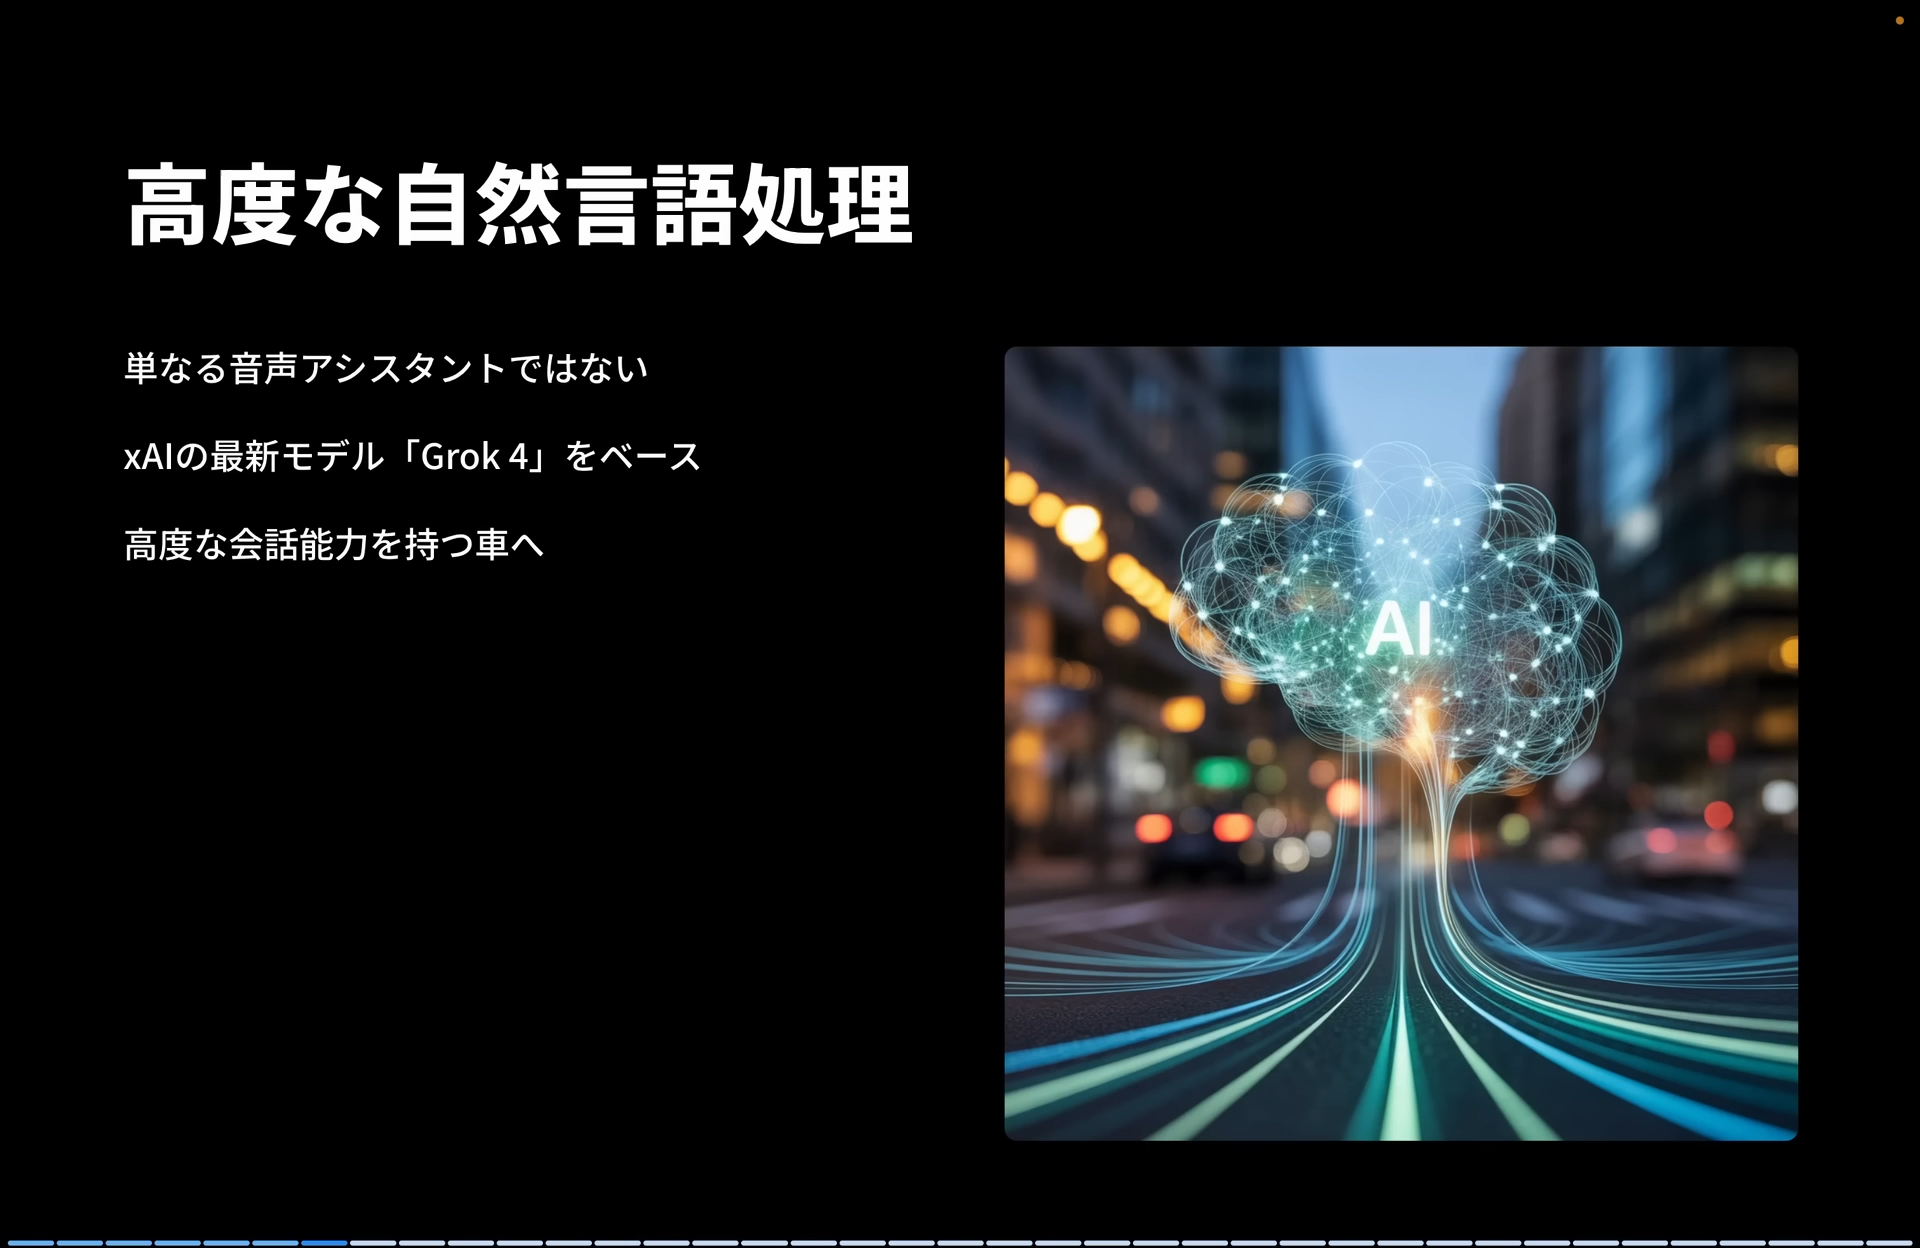 高度な自然言語処理
単なる音声アシスタントではない
xAIの最新モデル「Grok 4」をベース
高度な会話能力を持つ車へ
AI